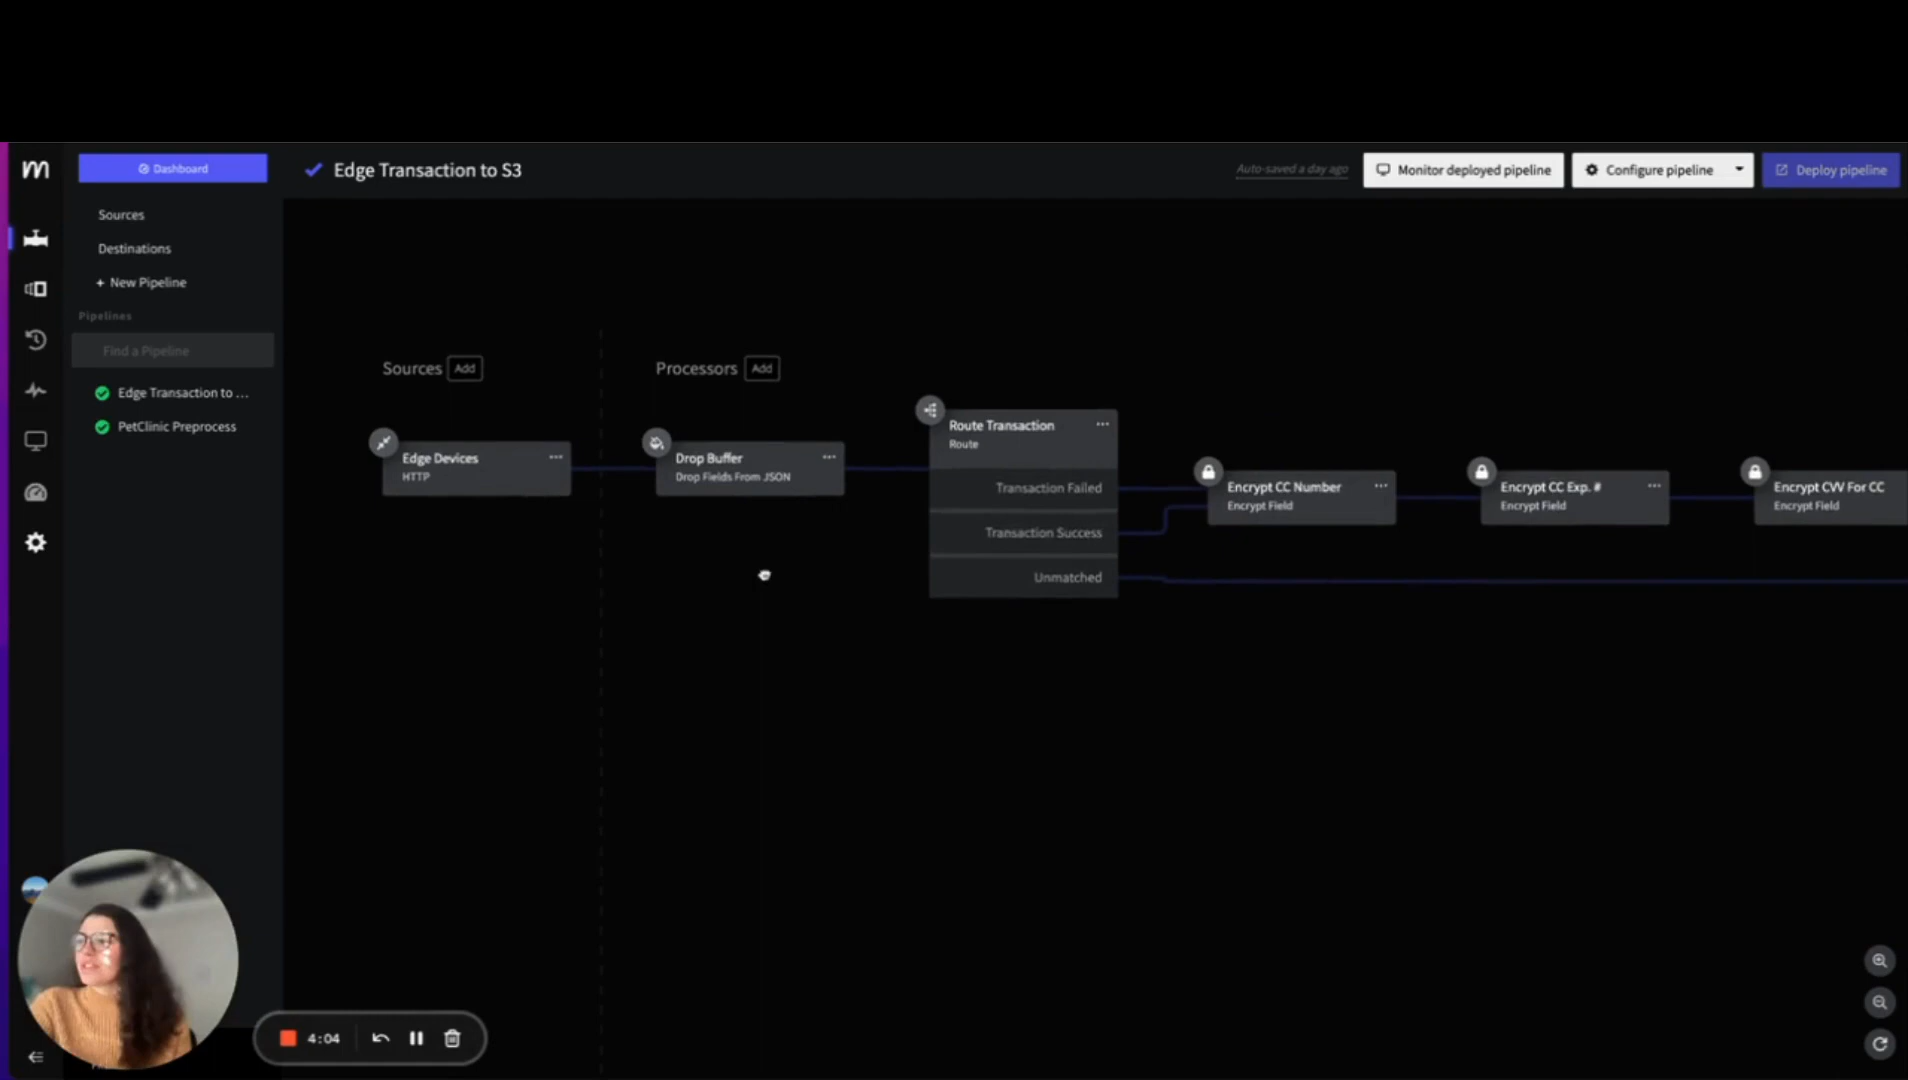 m
Dashboard
Edge Transaction to S3
Auto-saved a day ago
Monitor deployed pipeline
Configure pipeline
Deploy pipeline
Sources
Destinations
+ New Pipeline
Pipelines
Find a Pipeline
Edge Transaction to ...
PetClinic Preprocess
Sources
Add
Processors
Add
Edge Devices
HTTP
Drop Buffer
Drop Fields From JSON
Route Transaction
Route
Transaction Failed
Transaction Success
Unmatched
Encrypt CC Number
Encrypt Field
Encrypt CC Exp. #
Encrypt Field
Encrypt CVV For CC
Encrypt Field
4:04